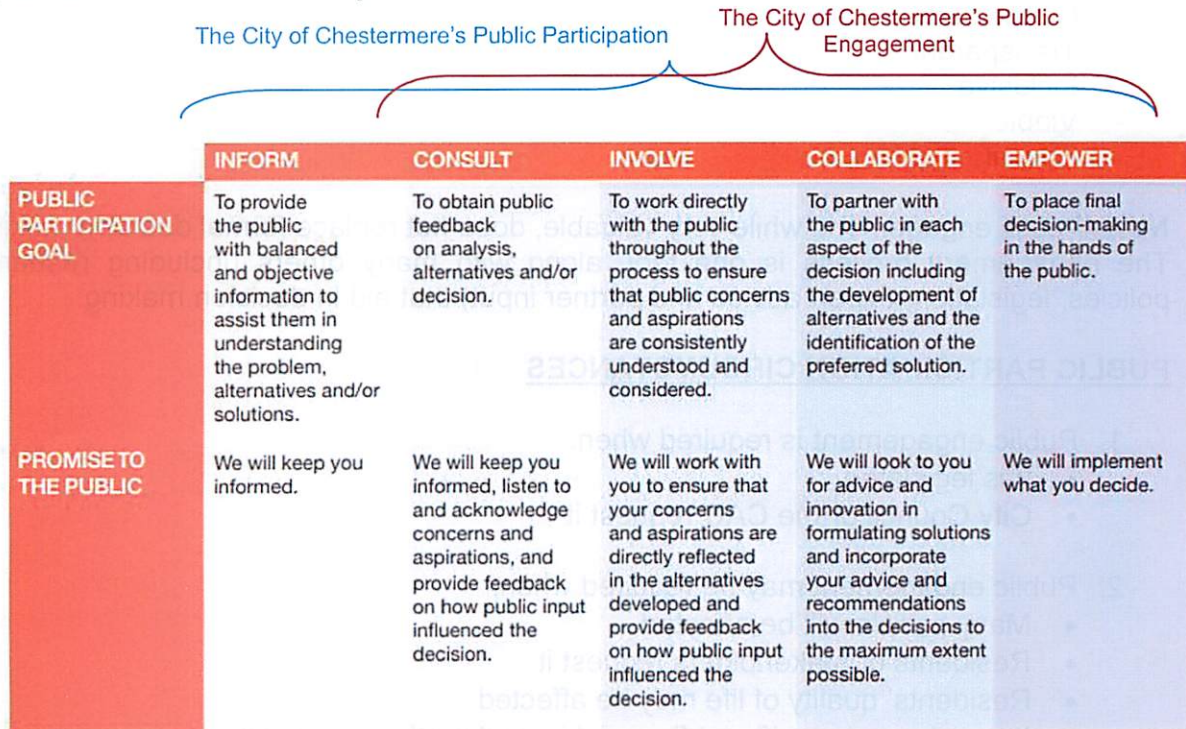 The City of Chestermere's Public Participation
The City of Chestermere's Public
Engagement
INFORM
CONSULT
INVOLVE
COLLABORATE
EMPOWER
PUBLIC
PARTICIPATION
GOAL
To provide
the public
with balanced
and objective
information to
assist them in
understanding
the problem,
alternatives and/or
solutions.
To obtain public
feedback
on analysis,
alternatives and/or
decision.
To work directly
with the public
throughout the
process to ensure
that public concerns
and aspirations
are consistently
understood and
considered.
To partner with
the public in each
aspect of the
decision including
the development of
alternatives and the
identification of the
preferred solution.
To place final
decision-making
in the hands of
the public.
PROMISE TO
THE PUBLIC
We will keep you
informed.
We will keep you
informed, listen to
and acknowledge
concerns and
aspirations, and
provide feedback
on how public input
influenced the
decision.
We will work with
you to ensure that
your concerns
and aspirations are
directly reflected
in the alternatives
developed and
provide feedback
on how public input
influenced the
decision.
We will look to you
for advice and
innovation in
formulating solutions
and incorporate
your advice and
recommendations
into the decisions to
the maximum extent
possible.
We will implement
what you decide.